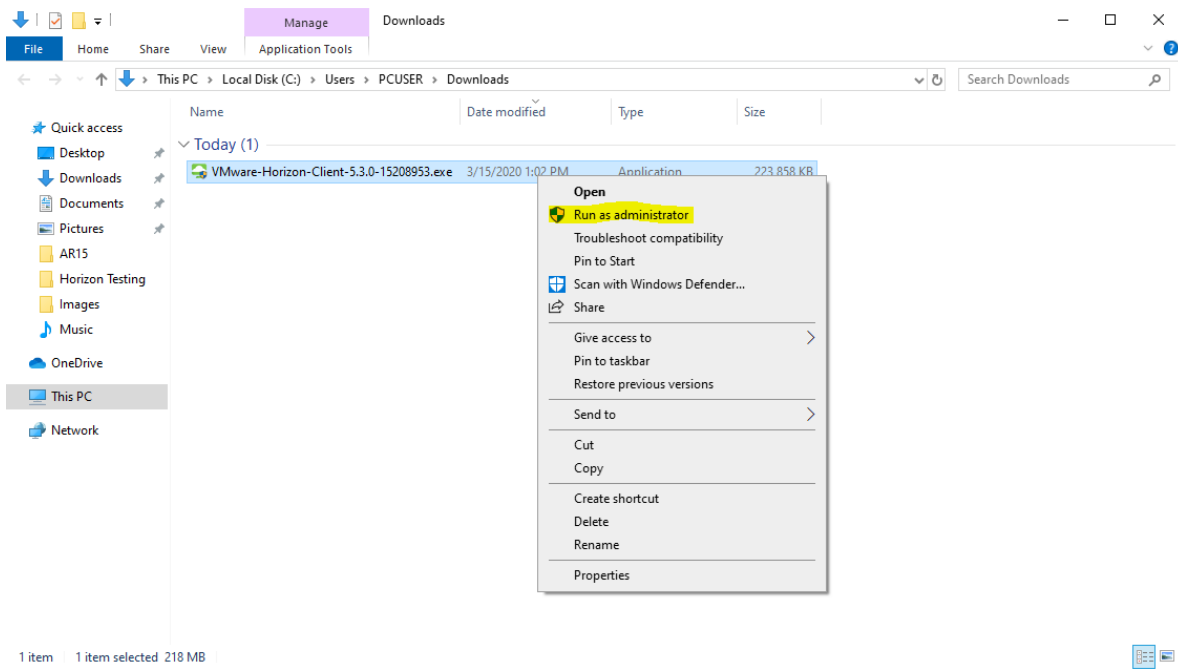 Manage Downloads
File Home Share View Application Tools
This PC > Local Disk (C:) > Users > PCUSER > Downloads Search Downloads
Name Date modified Type Size
Quick access
Desktop
Downloads
Documents
Pictures
AR15
Horizon Testing
Images
Music
OneDrive
This PC
Network
Today (1)
VMware-Horizon-Client-5.3.0-15208953.exe 3/15/2020 1:02 PM Application 223,858 KB
Open
Run as administrator
Troubleshoot compatibility
Pin to Start
Scan with Windows Defender...
Share
Give access to
Pin to taskbar
Restore previous versions
Send to
Cut
Copy
Create shortcut
Delete
Rename
Properties
1 item 1 item selected 218 MB